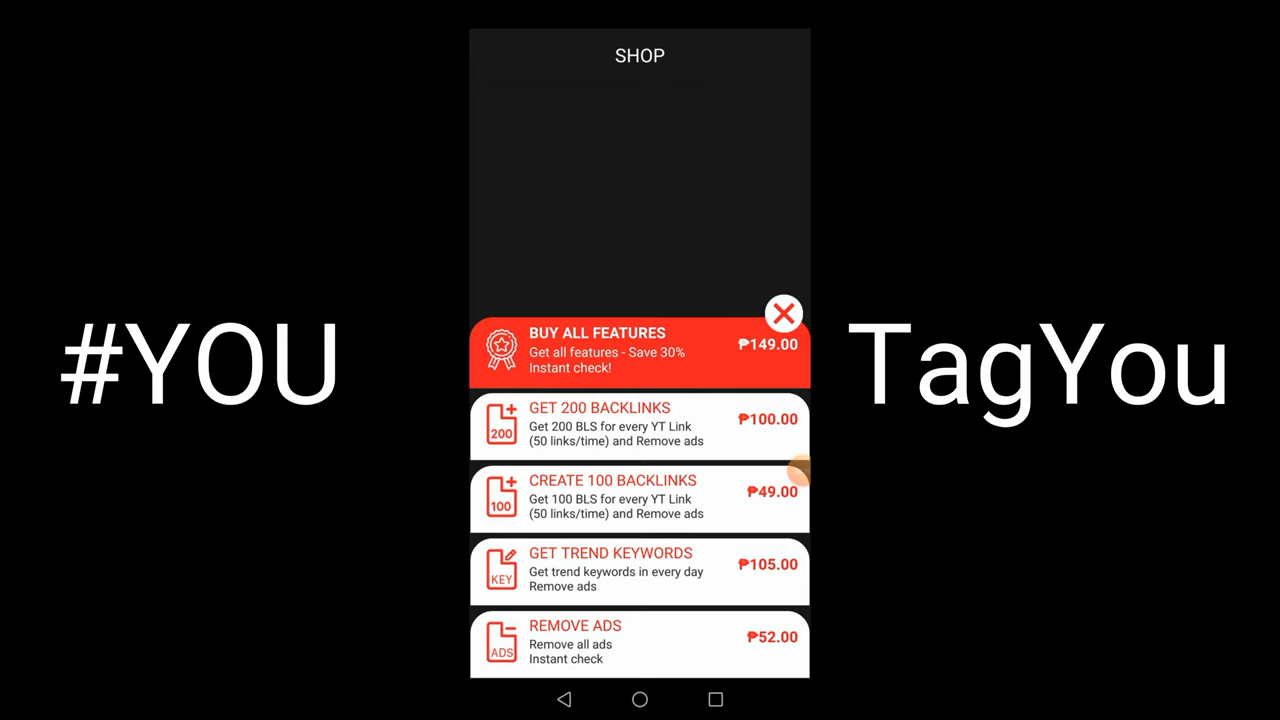 SHOP
#YOU
TagYou
BUY ALL FEATURES
Get all features - Save 30%
Instant check!
₱149.00
GET 200 BACKLINKS
Get 200 BLS for every YT Link
(50 links/time) and Remove ads
₱100.00
200
CREATE 100 BACKLINKS
Get 100 BLS for every YT Link
(50 links/time) and Remove ads
₱49.00
100
GET TREND KEYWORDS
Get trend keywords in every day
Remove ads
₱105.00
KEY
REMOVE ADS
Remove all ads
Instant check
₱52.00
ADS